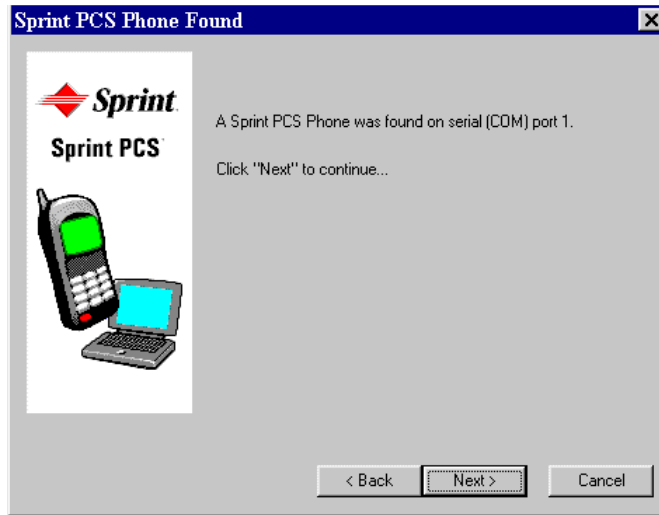 Sprint PCS Phone Found
Sprint.
Sprint PCS
A Sprint PCS Phone was found on serial (COM) port 1.
Click "Next" to continue...
< Back
Next >
Cancel